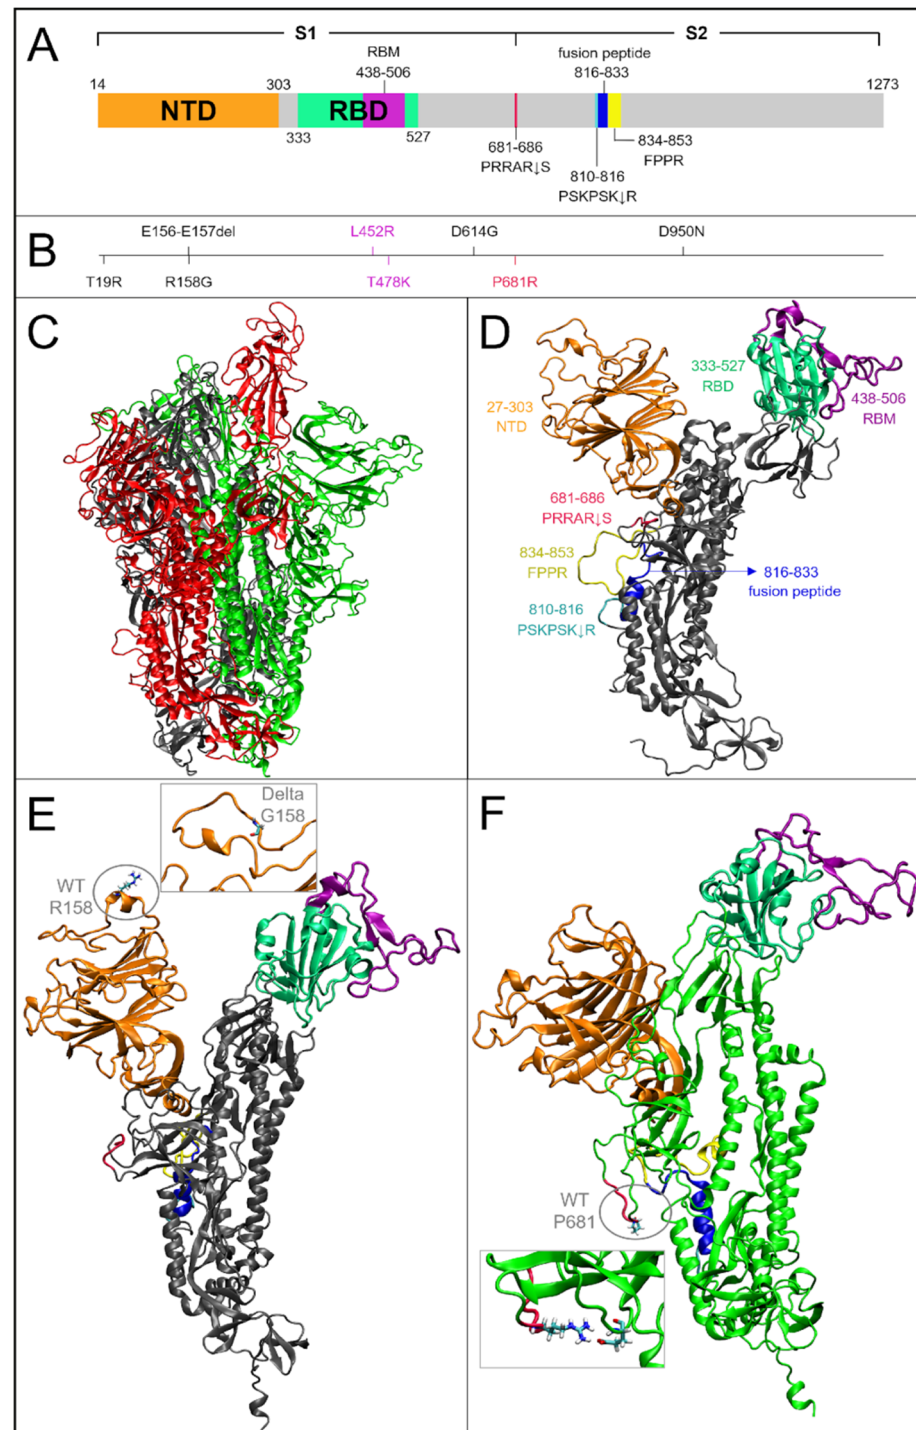 A
S1
S2
RBM
438-506
fusion peptide
816-833
14
303
1273
NTD
RBD
333
527
681-686
PRRAR↓S
834-853
FPPR
810-816
PSKPSK↓R
B
E156-E157del
L452R
D614G
D950N
T19R
R158G
T478K
P681R
C
D
333-527
RBD
438-506
RBM
27-303
NTD
681-686
PRRAR↓S
834-853
FPPR
816-833
fusion peptide
810-816
PSKPSK↓R
E
Delta
G158
WT
R158
F
WT
P681